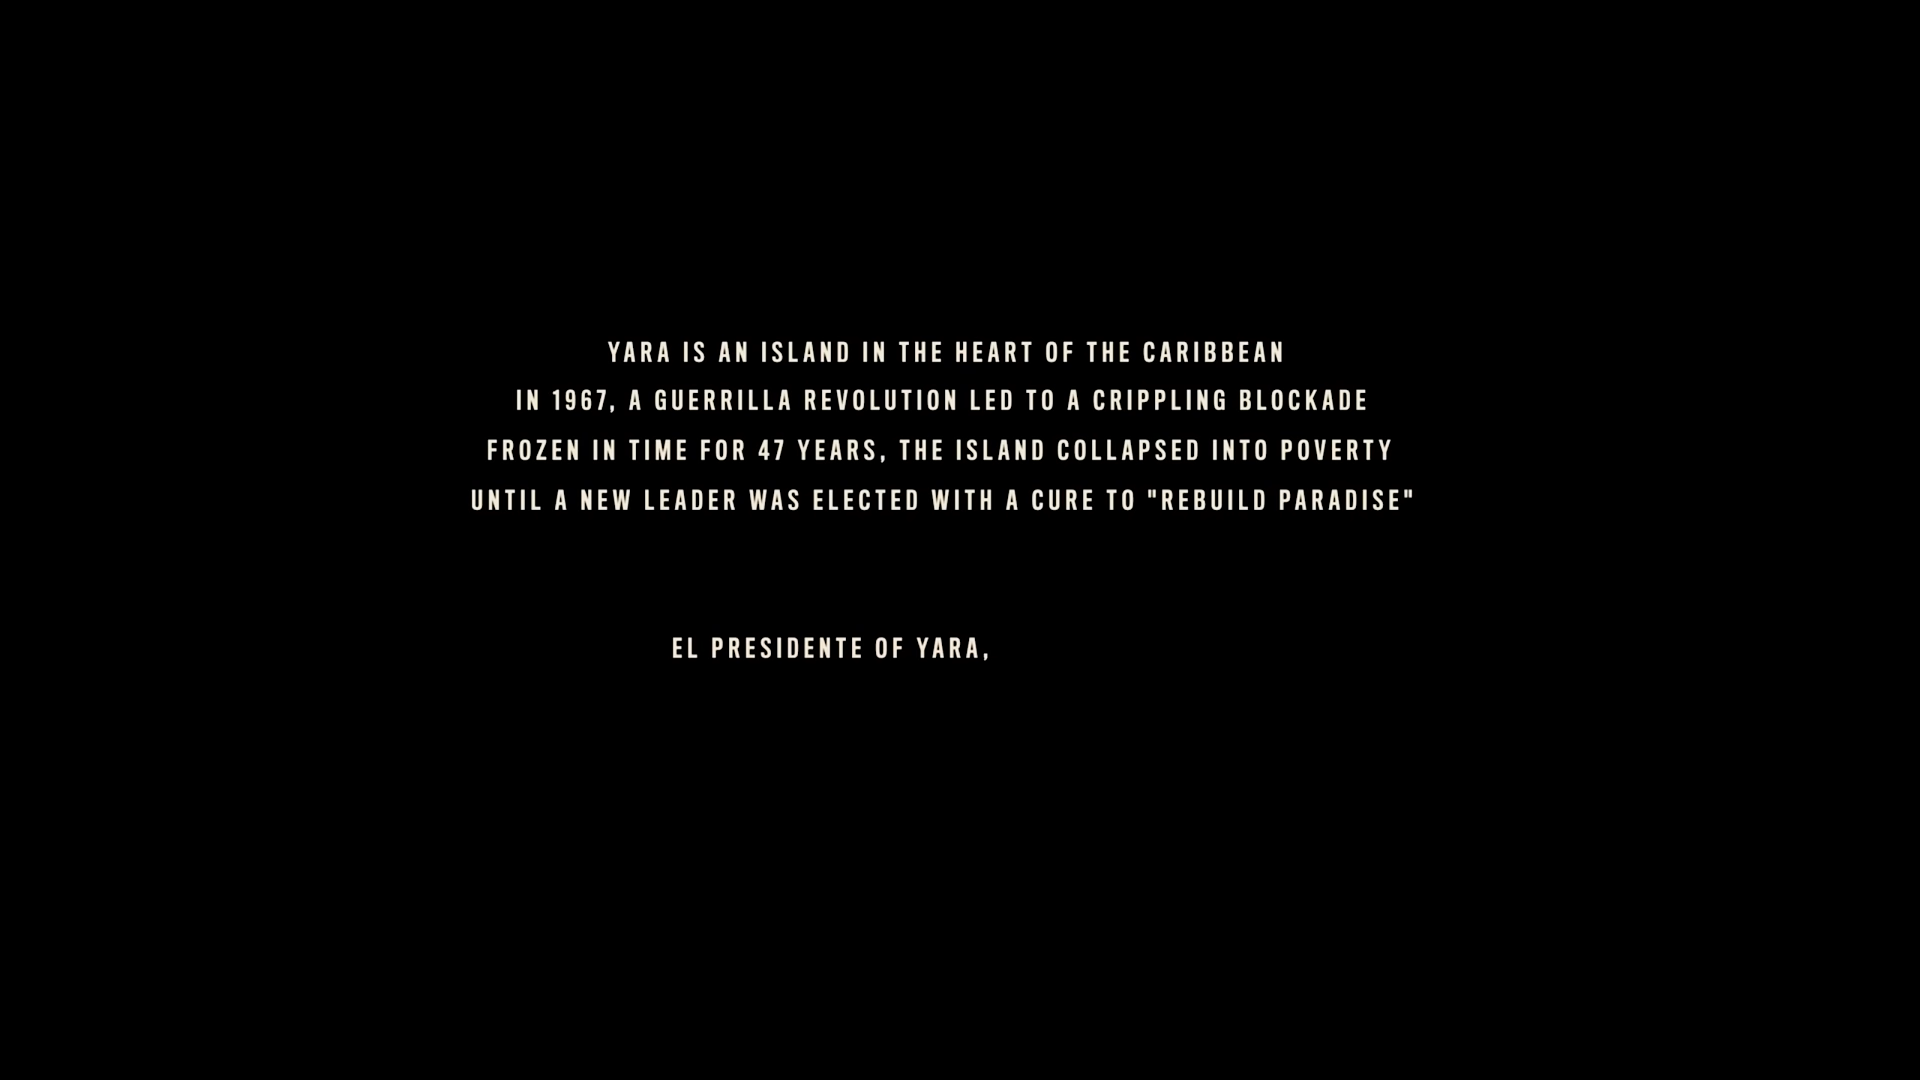 YARA IS AN ISLAND IN THE HEART OF THE CARIBBEAN
IN 1967, A GUERRILLA REVOLUTION LED TO A CRIPPLING BLOCKADE
FROZEN IN TIME FOR 47 YEARS, THE ISLAND COLLAPSED INTO POVERTY
UNTIL A NEW LEADER WAS ELECTED WITH A CURE TO "REBUILD PARADISE"
EL PRESIDENTE OF YARA,